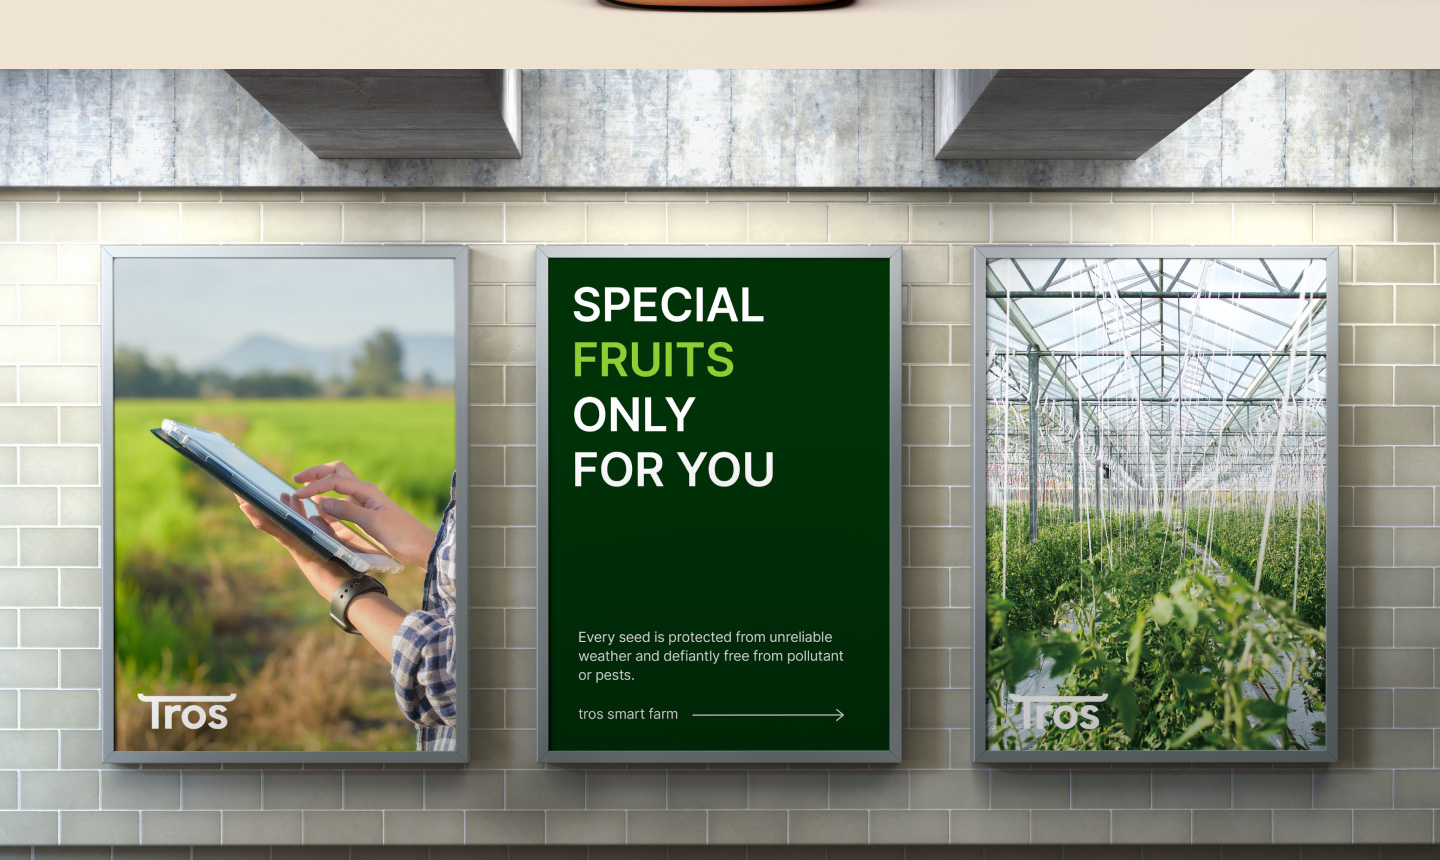 SPECIAL
FRUITS
ONLY
FOR YOU
Every seed is protected from unreliable
weather and defiantly free from pollutant
or pests.
tros smart farm
Tros
Tros